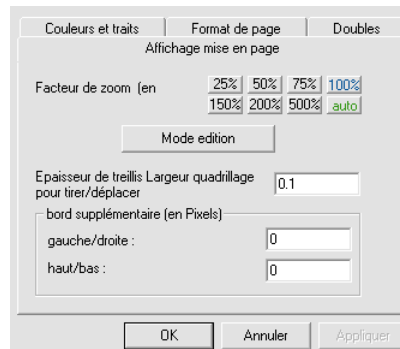 Couleurs et traits Format de page Doubles
Affichage mise en page
Facteur de zoom (en 25% 50% 75% 100%
150% 200% 500% auto
Mode edition
Epaisseur de treillis Largeur quadrillage
pour tirer/déplacer 0.1
bord supplémentaire (en Pixels)
gauche/droite : 0
haut/bas : 0
OK Annuler Appliquer